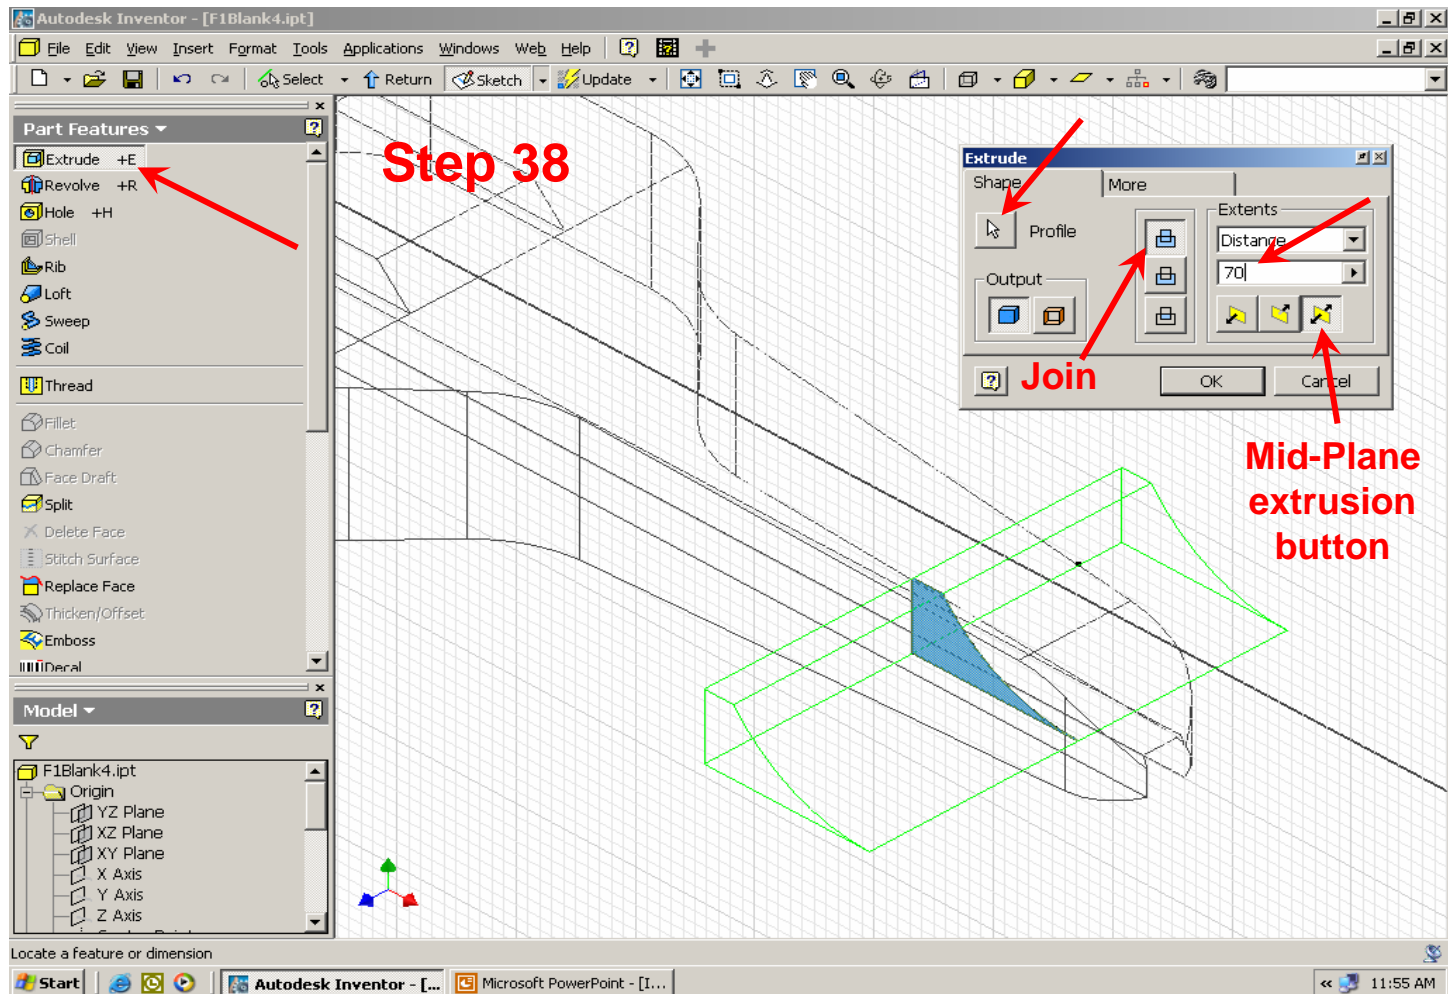 Autodesk Inventor - [F1Blank4.ipt]
File Edit View Insert Format Tools Applications Windows Web Help
Select Return Sketch Update
Part Features
Extrude +E
Revolve +R
Hole +H
Shell
Rib
Loft
Sweep
Coil
Thread
Fillet
Chamfer
Face Draft
Split
Delete Face
Stitch Surface
Replace Face
Thicken/Offset
Emboss
Decal
Model
F1Blank4.ipt
Origin
YZ Plane
XZ Plane
XY Plane
X Axis
Y Axis
Z Axis
Step 38
Extrude
Shape More
Profile
Output
Extents
Distance
70
Join
OK Cancel
Mid-Plane
extrusion
button
Locate a feature or dimension
Start Autodesk Inventor - [... Microsoft PowerPoint - [I... « 11:55 AM